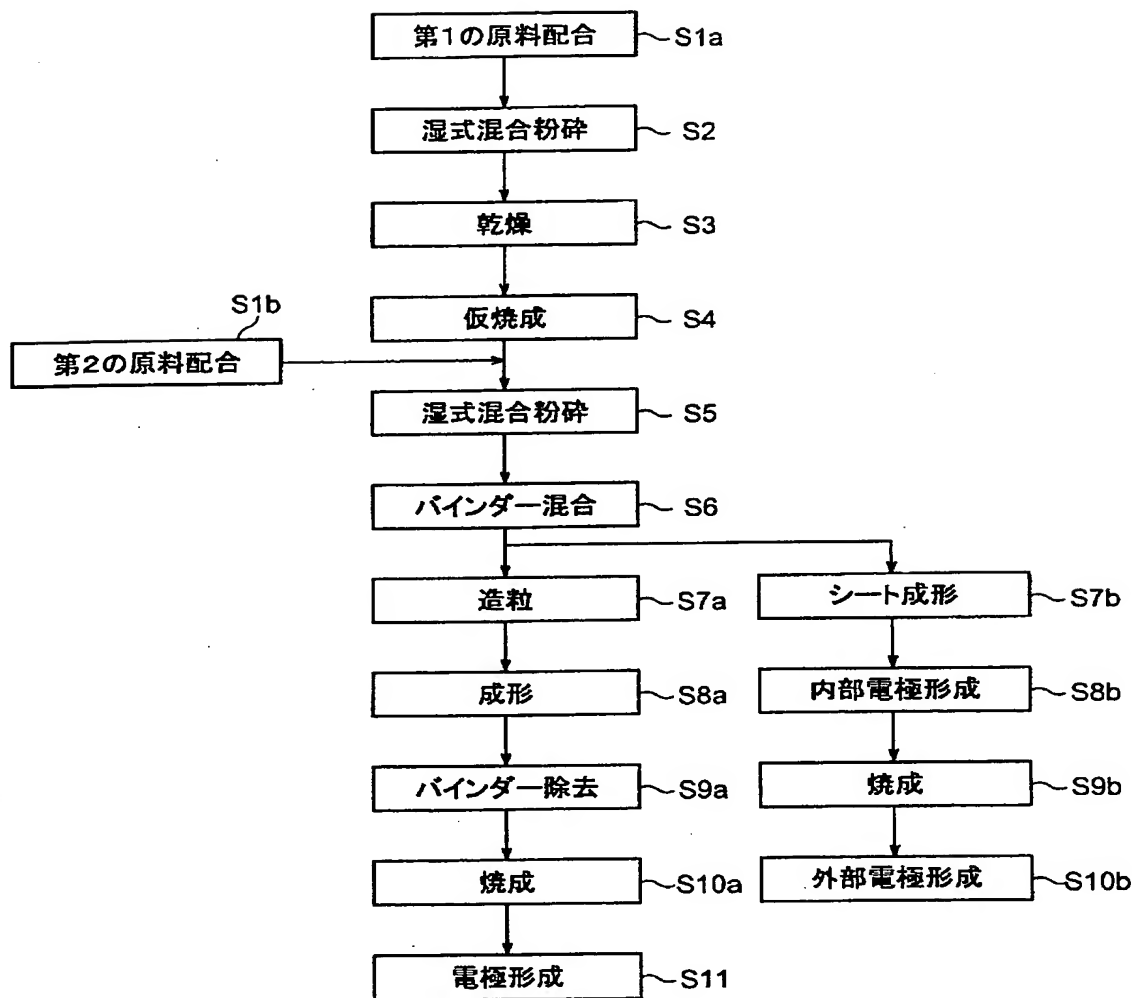 第1の原料配合 S1a
湿式混合粉砕 S2
乾燥 S3
仮焼成 S4
S1b
第2の原料配合
湿式混合粉砕 S5
バインダー混合 S6
造粒 S7a
シート成形 S7b
成形 S8a
内部電極形成 S8b
バインダー除去 S9a
焼成 S9b
焼成 S10a
外部電極形成 S10b
電極形成 S11